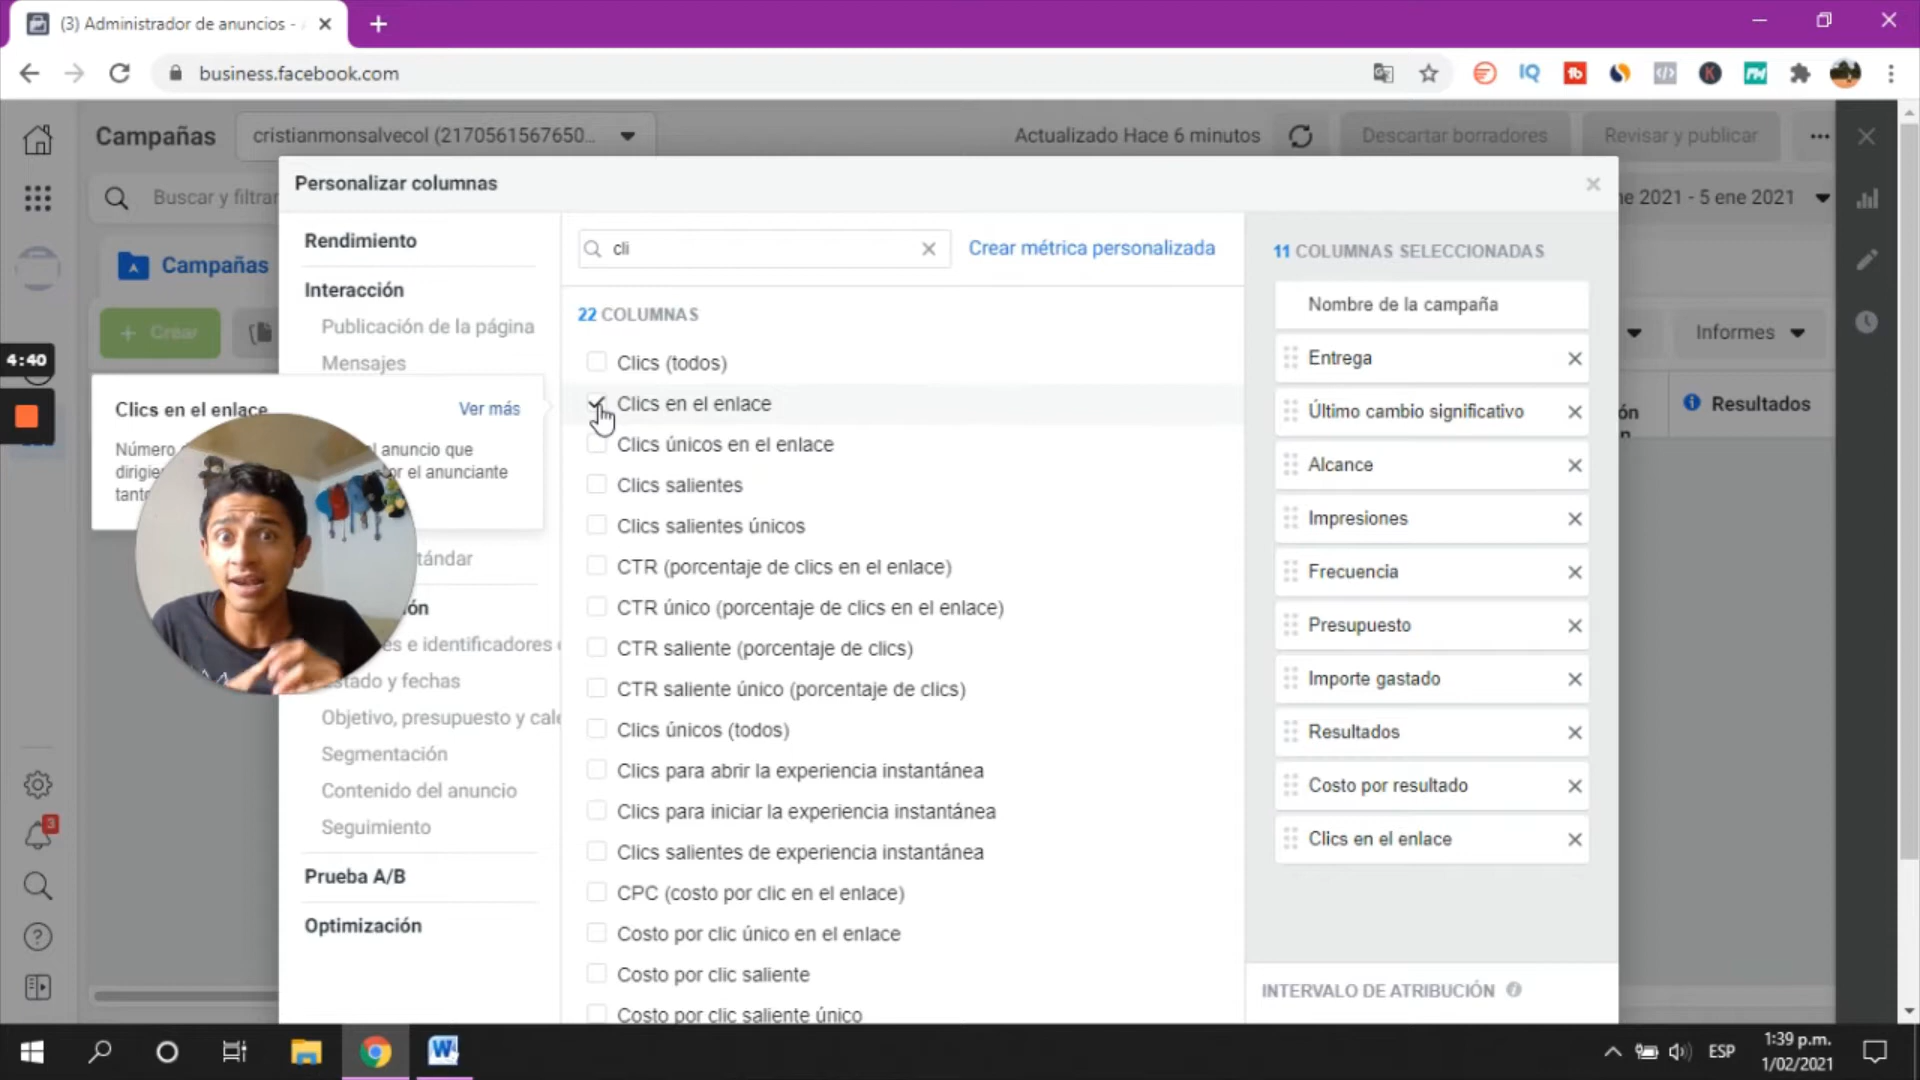 (3) Administrador de anuncios -
business.facebook.com
Campañas
cristianmonsalvecol (2170561567650...
Actualizado Hace 6 minutos
Descartar borradores
Revisar y publicar
Buscar y filtrar
ne 2021 - 5 ene 2021
Campañas
+ Crear
Informes
Resultados
ón
4:40
Personalizar columnas
Rendimiento
Interacción
Publicación de la página
Mensajes
Clics en el enlace
Ver más
Número
al anuncio que
dirigie
por el anunciante
tanto
tándar
ón
es e identificadores
Estado y fechas
Objetivo, presupuesto y cale
Segmentación
Contenido del anuncio
Seguimiento
Prueba A/B
Optimización
cli
Crear métrica personalizada
22 COLUMNAS
Clics (todos)
Clics en el enlace
Clics únicos en el enlace
Clics salientes
Clics salientes únicos
CTR (porcentaje de clics en el enlace)
CTR único (porcentaje de clics en el enlace)
CTR saliente (porcentaje de clics)
CTR saliente único (porcentaje de clics)
Clics únicos (todos)
Clics para abrir la experiencia instantánea
Clics para iniciar la experiencia instantánea
Clics salientes de experiencia instantánea
CPC (costo por clic en el enlace)
Costo por clic único en el enlace
Costo por clic saliente
Costo por clic saliente único
11 COLUMNAS SELECCIONADAS
Nombre de la campaña
Entrega
Último cambio significativo
Alcance
Impresiones
Frecuencia
Presupuesto
Importe gastado
Resultados
Costo por resultado
Clics en el enlace
INTERVALO DE ATRIBUCIÓN
3
ESP
1:39 p.m.
1/02/2021